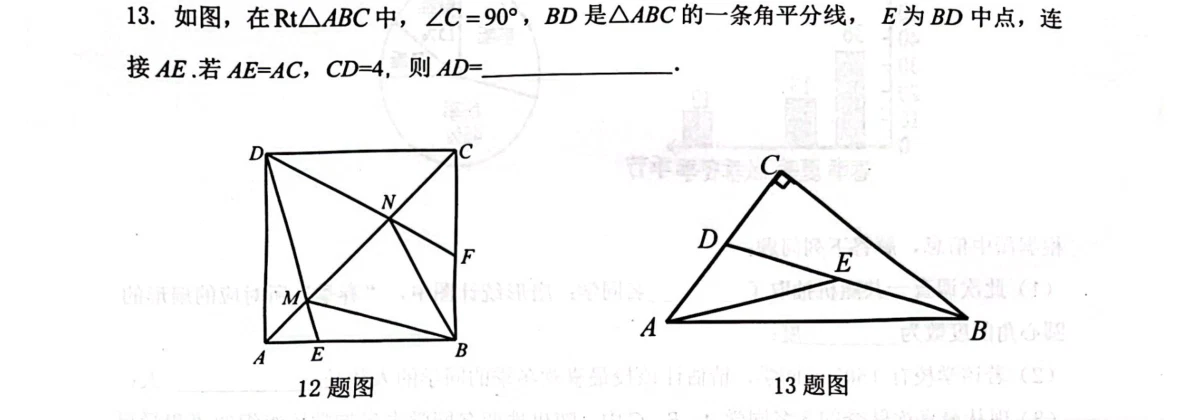 13. 如图，在Rt△ABC中，∠C=90°，BD是△ABC的一条角平分线， E为BD中点，连
接AE.若AE=AC，CD=4，则AD=____________.
D
C
N
F
M
A
E
B
12题图
C
D
E
A
B
13题图